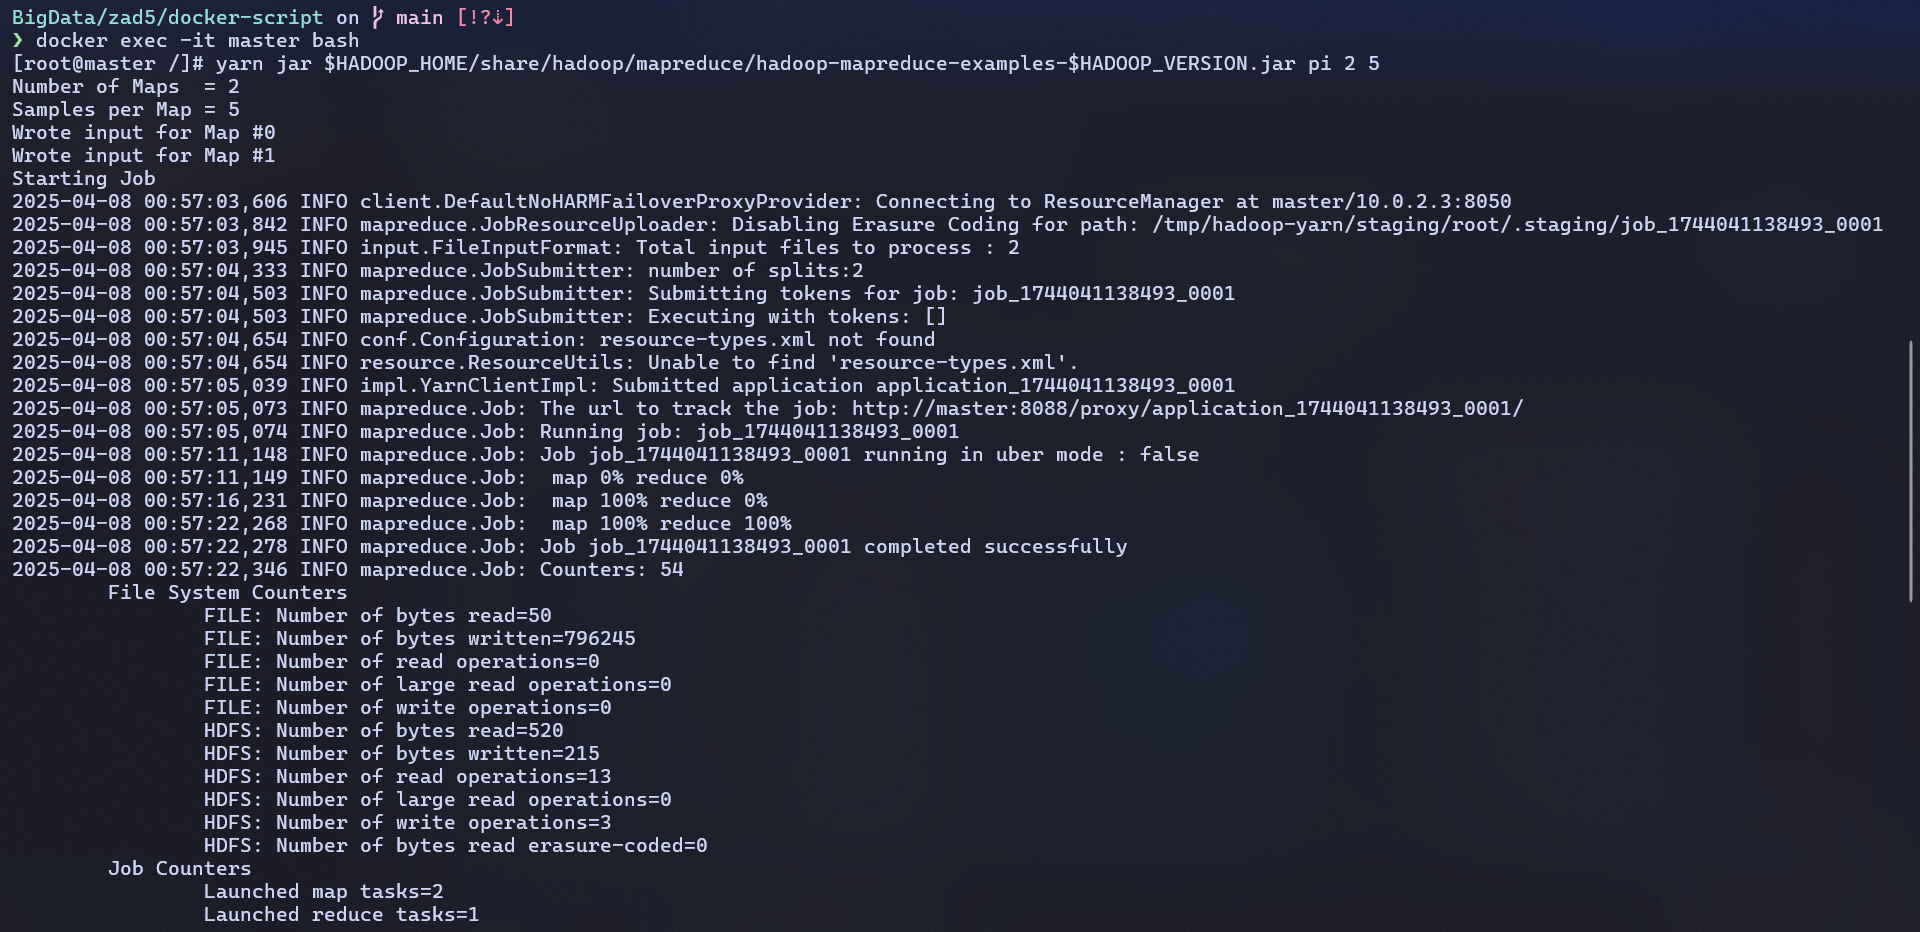 BigData/zad5/docker-script on main [!?⇣]
❯ docker exec -it master bash
[root@master /]# yarn jar $HADOOP_HOME/share/hadoop/mapreduce/hadoop-mapreduce-examples-$HADOOP_VERSION.jar pi 2 5
Number of Maps  = 2
Samples per Map = 5
Wrote input for Map #0
Wrote input for Map #1
Starting Job
2025-04-08 00:57:03,606 INFO client.DefaultNoHARMFailoverProxyProvider: Connecting to ResourceManager at master/10.0.2.3:8050
2025-04-08 00:57:03,842 INFO mapreduce.JobResourceUploader: Disabling Erasure Coding for path: /tmp/hadoop-yarn/staging/root/.staging/job_1744041138493_0001
2025-04-08 00:57:03,945 INFO input.FileInputFormat: Total input files to process : 2
2025-04-08 00:57:04,333 INFO mapreduce.JobSubmitter: number of splits:2
2025-04-08 00:57:04,503 INFO mapreduce.JobSubmitter: Submitting tokens for job: job_1744041138493_0001
2025-04-08 00:57:04,503 INFO mapreduce.JobSubmitter: Executing with tokens: []
2025-04-08 00:57:04,654 INFO conf.Configuration: resource-types.xml not found
2025-04-08 00:57:04,654 INFO resource.ResourceUtils: Unable to find 'resource-types.xml'.
2025-04-08 00:57:05,039 INFO impl.YarnClientImpl: Submitted application application_1744041138493_0001
2025-04-08 00:57:05,073 INFO mapreduce.Job: The url to track the job: http://master:8088/proxy/application_1744041138493_0001/
2025-04-08 00:57:05,074 INFO mapreduce.Job: Running job: job_1744041138493_0001
2025-04-08 00:57:11,148 INFO mapreduce.Job: Job job_1744041138493_0001 running in uber mode : false
2025-04-08 00:57:11,149 INFO mapreduce.Job:  map 0% reduce 0%
2025-04-08 00:57:16,231 INFO mapreduce.Job:  map 100% reduce 0%
2025-04-08 00:57:22,268 INFO mapreduce.Job:  map 100% reduce 100%
2025-04-08 00:57:22,278 INFO mapreduce.Job: Job job_1744041138493_0001 completed successfully
2025-04-08 00:57:22,346 INFO mapreduce.Job: Counters: 54
File System Counters
FILE: Number of bytes read=50
FILE: Number of bytes written=796245
FILE: Number of read operations=0
FILE: Number of large read operations=0
FILE: Number of write operations=0
HDFS: Number of bytes read=520
HDFS: Number of bytes written=215
HDFS: Number of read operations=13
HDFS: Number of large read operations=0
HDFS: Number of write operations=3
HDFS: Number of bytes read erasure-coded=0
Job Counters
Launched map tasks=2
Launched reduce tasks=1